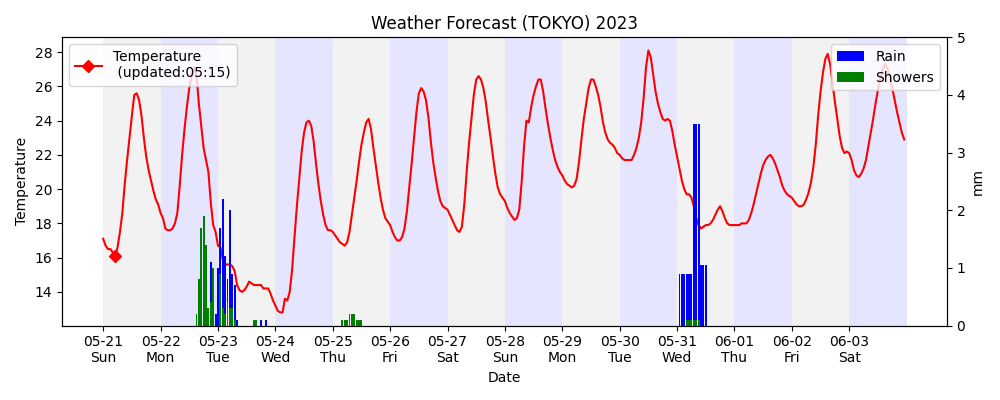 Weather Forecast (TOKYO) 2023
Temperature
(updated:05:15)
Rain
Showers
Temperature
28
26
24
22
20
18
16
14
5
4
3
2
1
0
mm
05-21 05-22 05-23 05-24 05-25 05-26 05-27 05-28 05-29 05-30 05-31 06-01 06-02 06-03
Sun Mon Tue Wed Thu Fri Sat Sun Mon Tue Wed Thu Fri Sat
Date